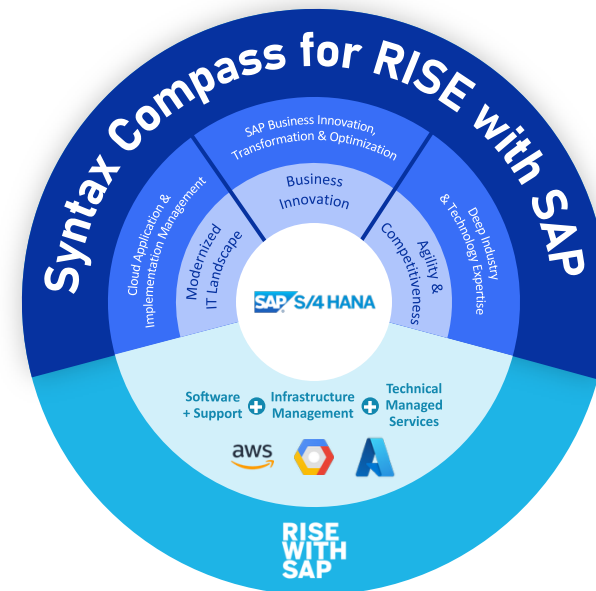 Syntax Compass for RISE with SAP
SAP Business Innovation,
Transformation & Optimization
Cloud Application &
Implementation Management
Deep Industry
& Technology Expertise
Business
Innovation
Modernized
IT Landscape
Agility &
Competitiveness
SAP S/4 HANA
Software
+ Support
Infrastructure
Management
Technical
Managed
Services
aws
RISE
WITH
SAP